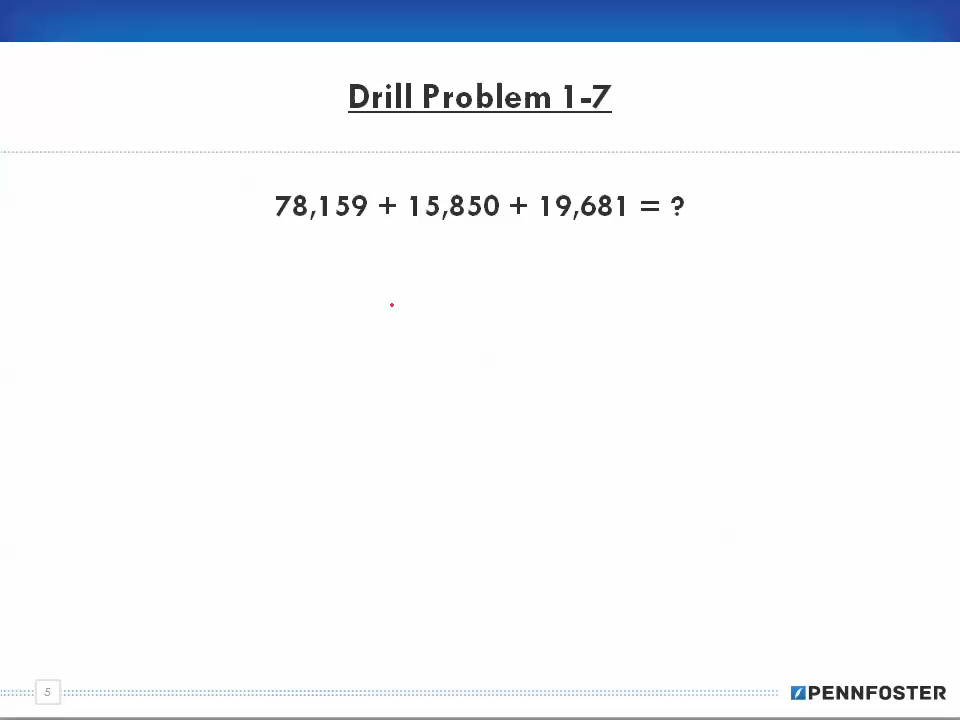 Drill Problem 1-7
78,159 + 15,850 + 19,681 = ?
5
PENNFOSTER